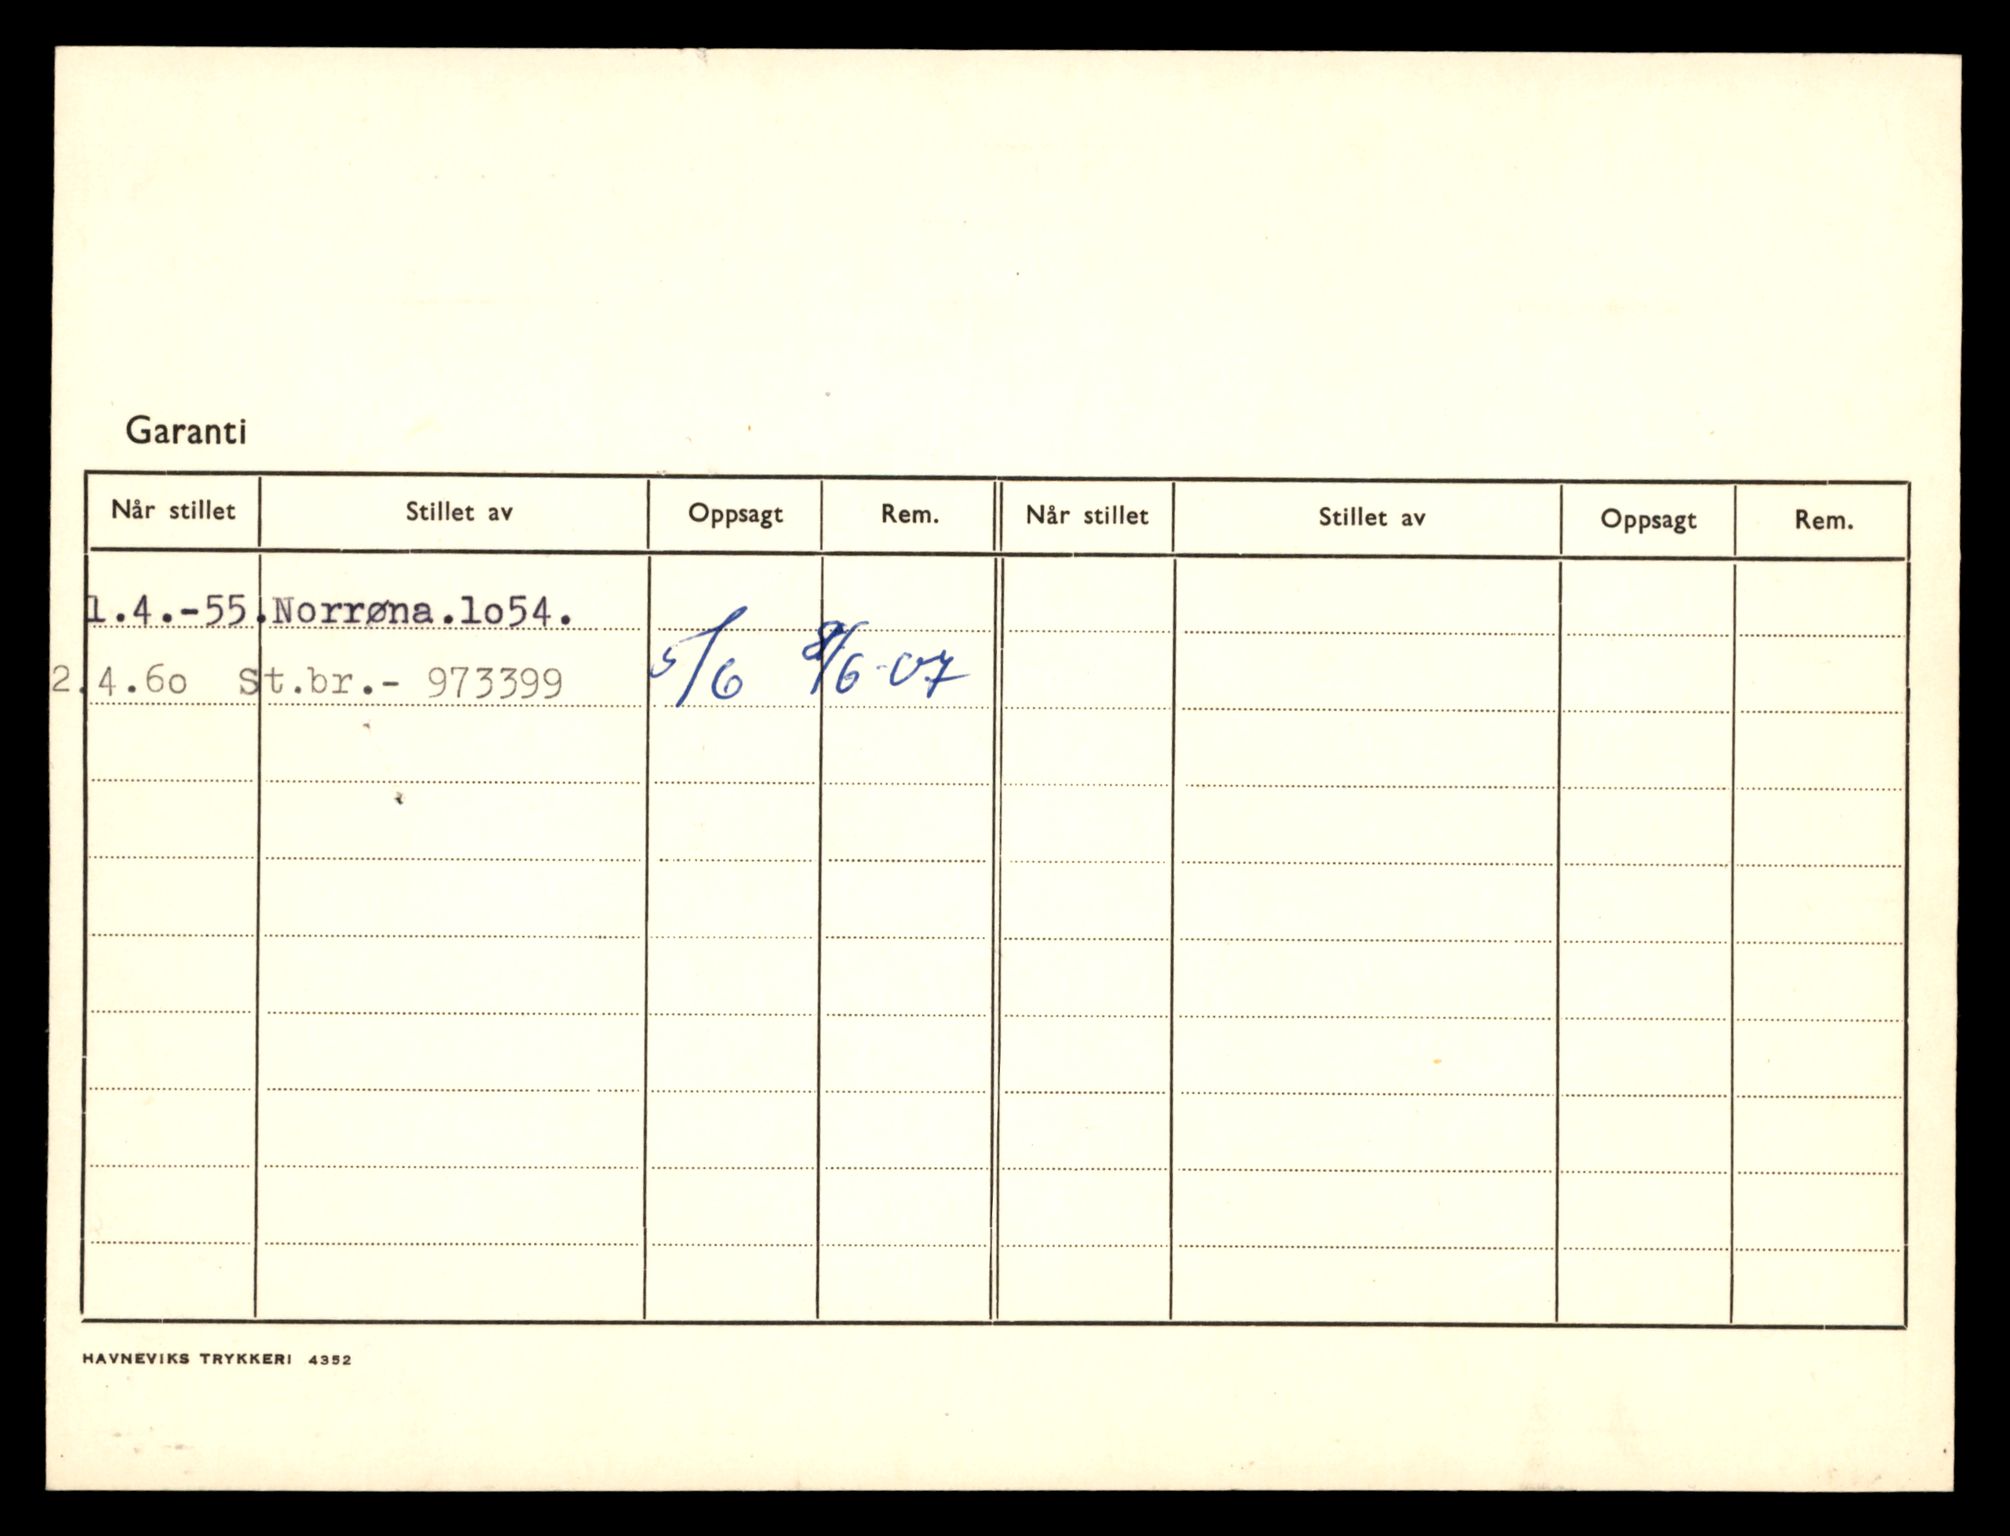 Garanti
Når stillet Stillet av Oppsagt Rem. Når stillet Stillet av Oppsagt Rem.
1.4.-55. Norrøna.lo54.
2.4.6o St.br.- 973399 5/6 8/6-07
HAVNEVIKS TRYKKERI 4352